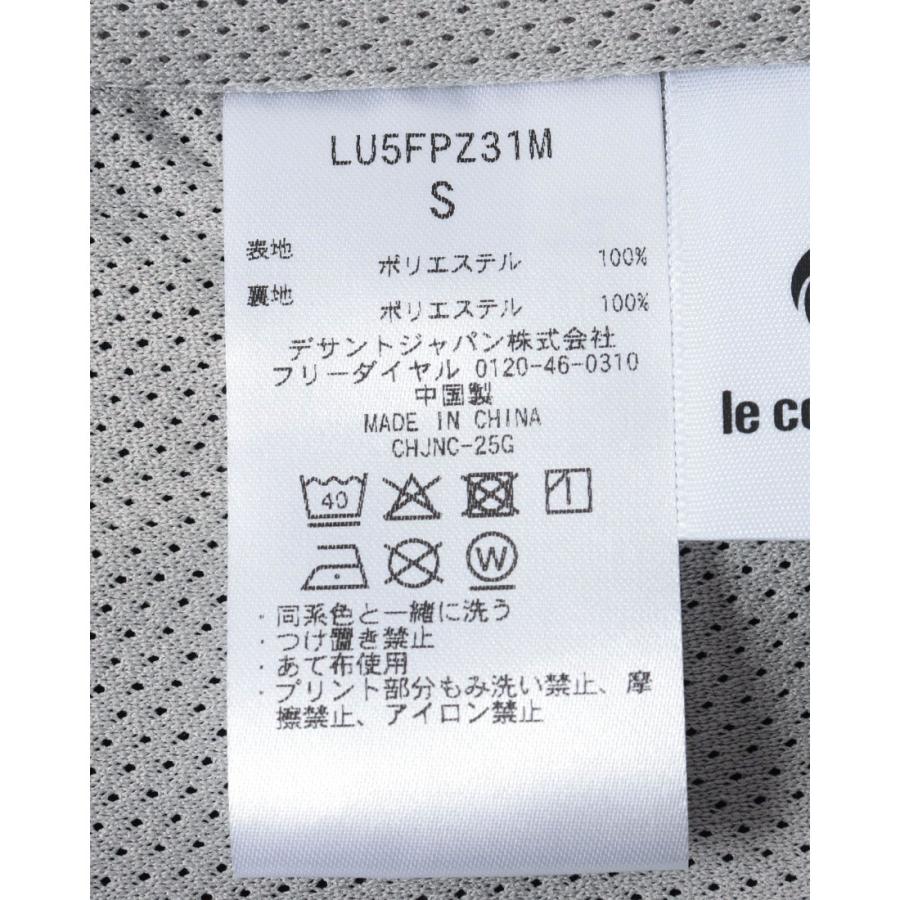 LU5FPZ31M
S
表地 ポリエステル 100%
裏地 ポリエステル 100%
デサントジャパン株式会社
フリーダイヤル 0120-46-0310
中国製
MADE IN CHINA
CHJNC-25G
40
W
・同系色と一緒に洗う
・つけ置き禁止
・あて布使用
・プリント部分もみ洗い禁止、摩
擦禁止、アイロン禁止
le co